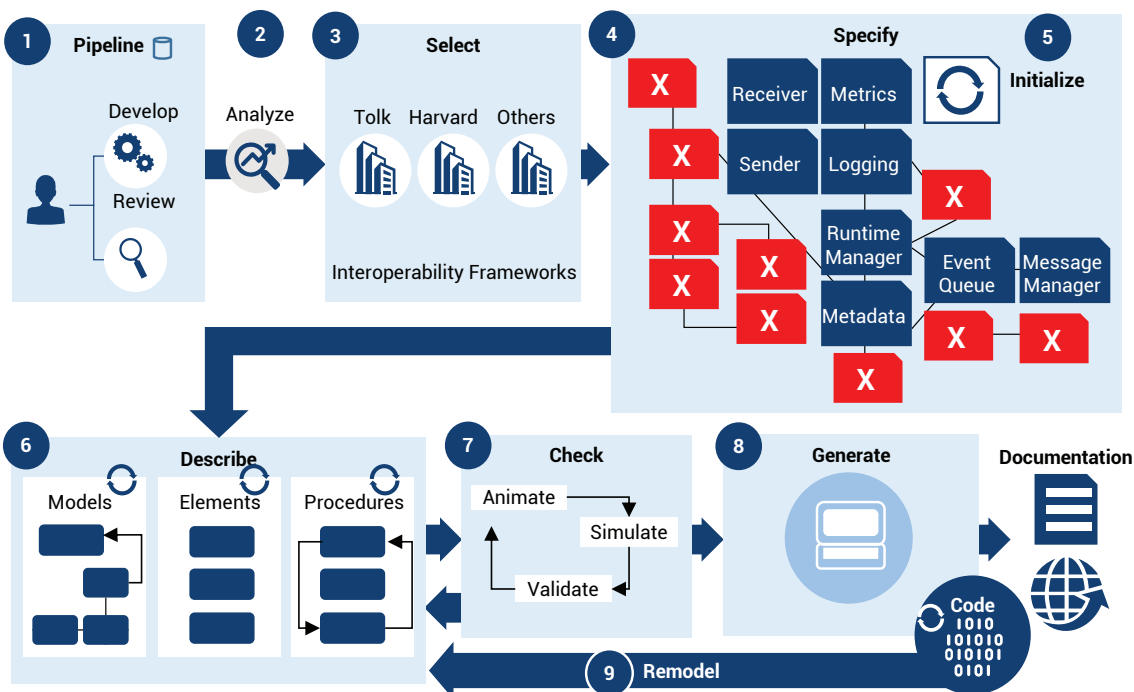 1
Pipeline
Develop
Review
2
Analyze
3
Select
Tolk
Harvard
Others
Interoperability Frameworks
4
Specify
5
Initialize
X
Receiver
Metrics
X
Sender
Logging
X
X
Runtime
Manager
X
Event
Queue
Message
Manager
X
X
Metadata
X
X
X
6
Describe
Models
Elements
Procedures
7
Check
Animate
Simulate
Validate
8
Generate
Documentation
Code
1010
101010
010101
0101
9
Remodel